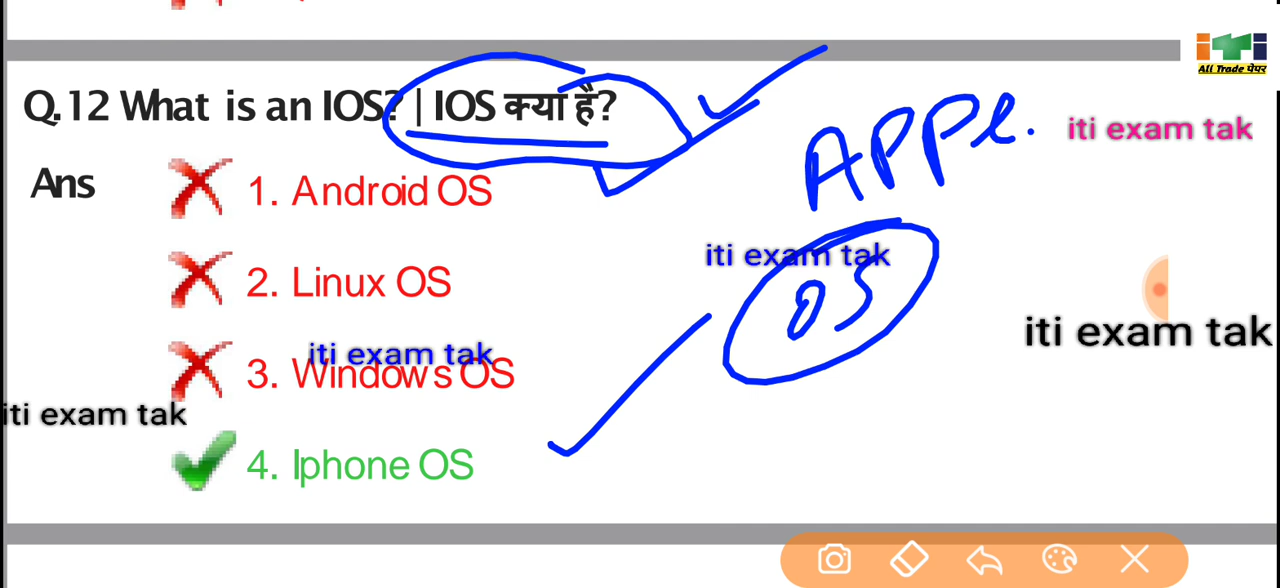 iti
All Trade पेपर
Q.12 What is an IOS? | IOS क्या है?
APPl.
iti exam tak
Ans
1. Android OS
iti exam tak
OS
2. Linux OS
iti exam tak
iti exam tak
3. Windows OS
iti exam tak
4. Iphone OS